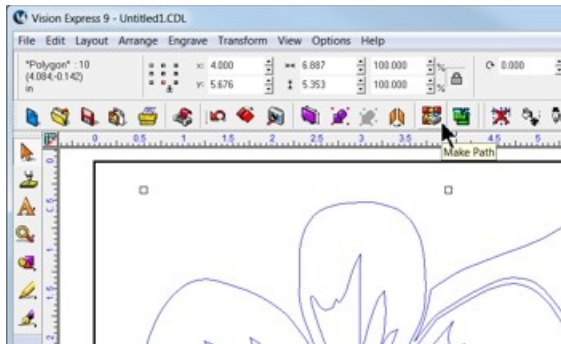 Vision Express 9 - Untitled1.CDL
File Edit Layout Arrange Engrave Transform View Options Help
"Polygon" : 10
(4.084,-0.142)
in
x: 4.000
y: 5.676
6.887
5.353
100.000 %
100.000 %
0.000
0 0.5 1 1.5 2 2.5 3 3.5 4.5 5
Make Path